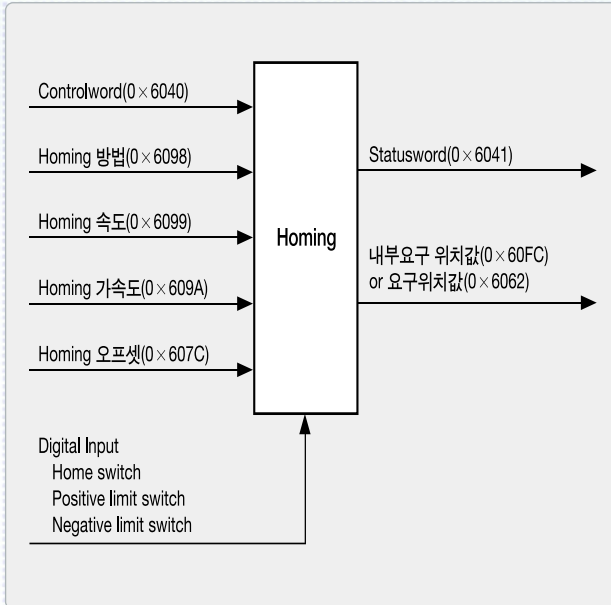 Controlword(0×6040)
Homing 방법(0×6098)
Homing 속도(0×6099)
Homing 가속도(0×609A)
Homing 오프셋(0×607C)
Digital Input
Home switch
Positive limit switch
Negative limit switch
Homing
Statusword(0×6041)
내부요구 위치값(0×60FC)
or 요구위치값(0×6062)